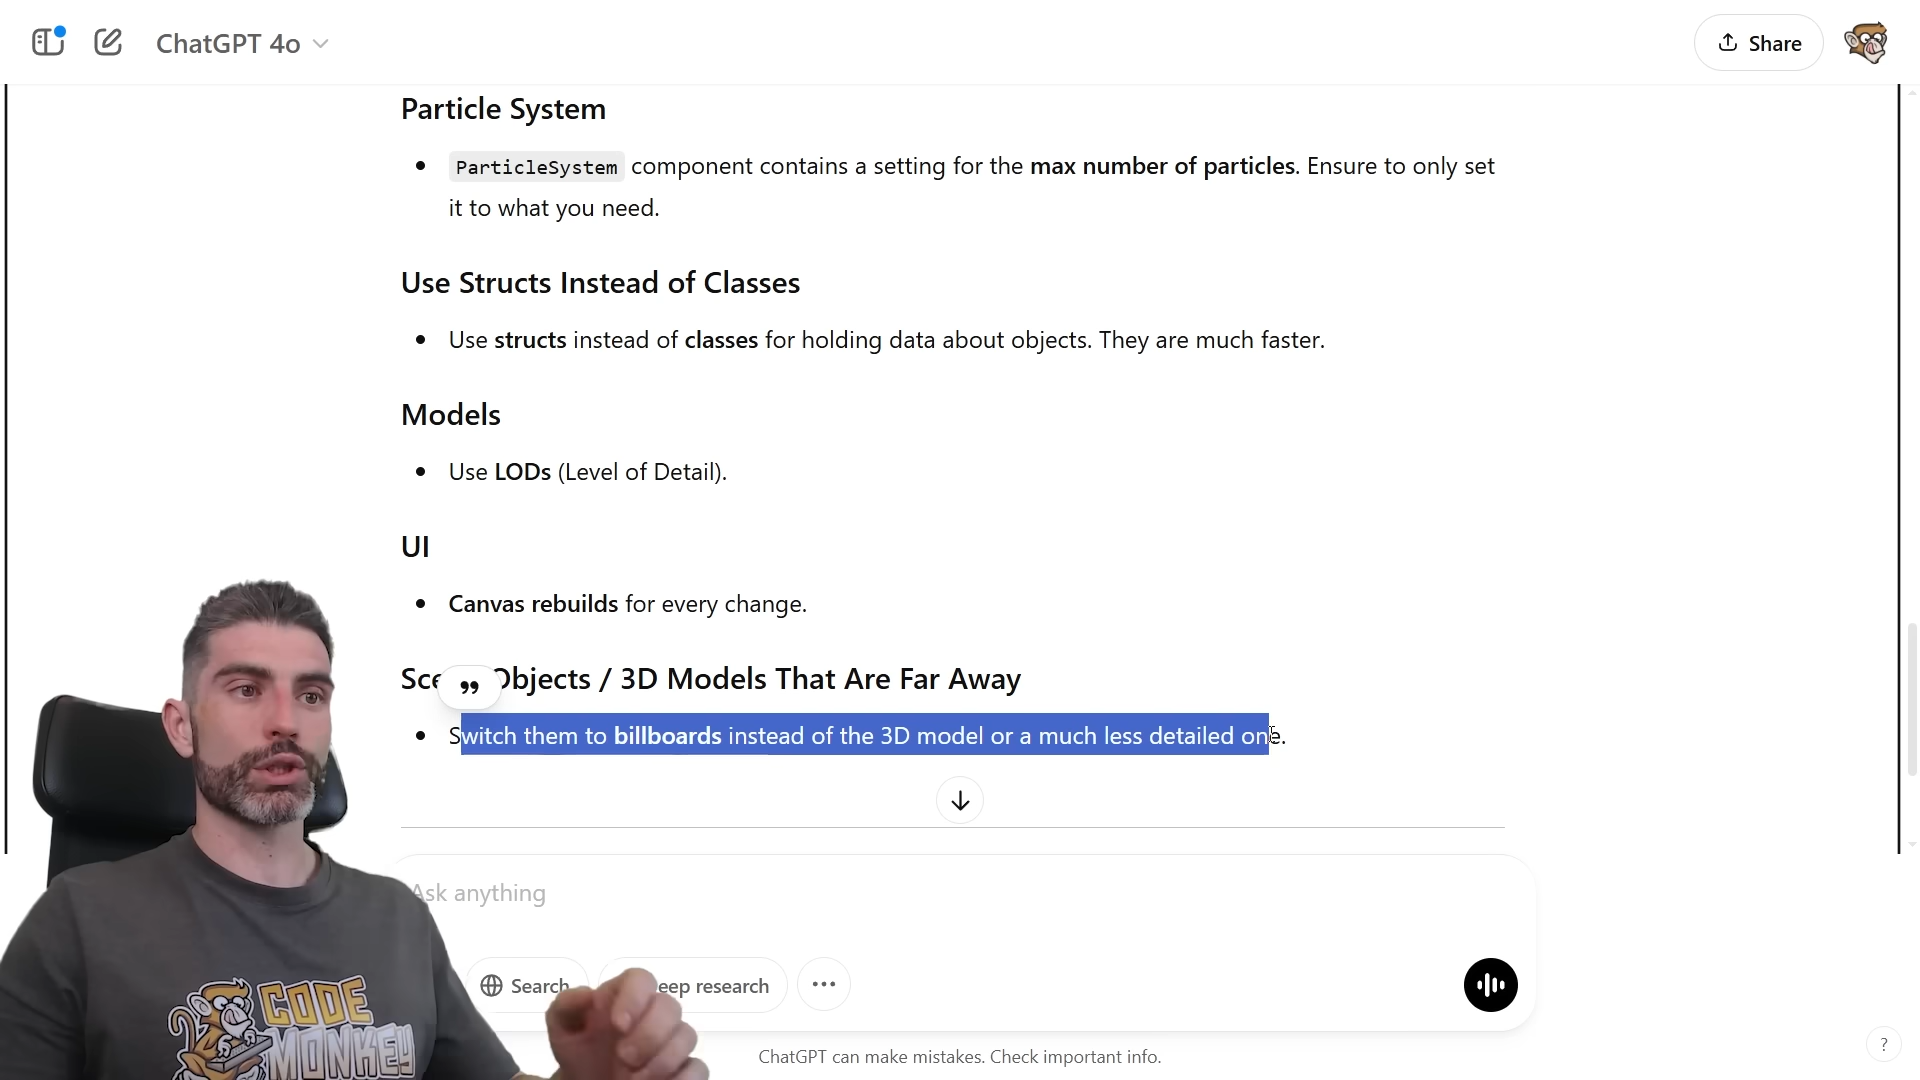 ChatGPT 4o
Share
Particle System
ParticleSystem component contains a setting for the max number of particles. Ensure to only set
it to what you need.
Use Structs Instead of Classes
Use structs instead of classes for holding data about objects. They are much faster.
Models
Use LODs (Level of Detail).
UI
Canvas rebuilds for every change.
Sce Objects / 3D Models That Are Far Away
Switch them to billboards instead of the 3D model or a much less detailed one.
Ask anything
Search
eep research
CODE
MONKEY
ChatGPT can make mistakes. Check important info.
?